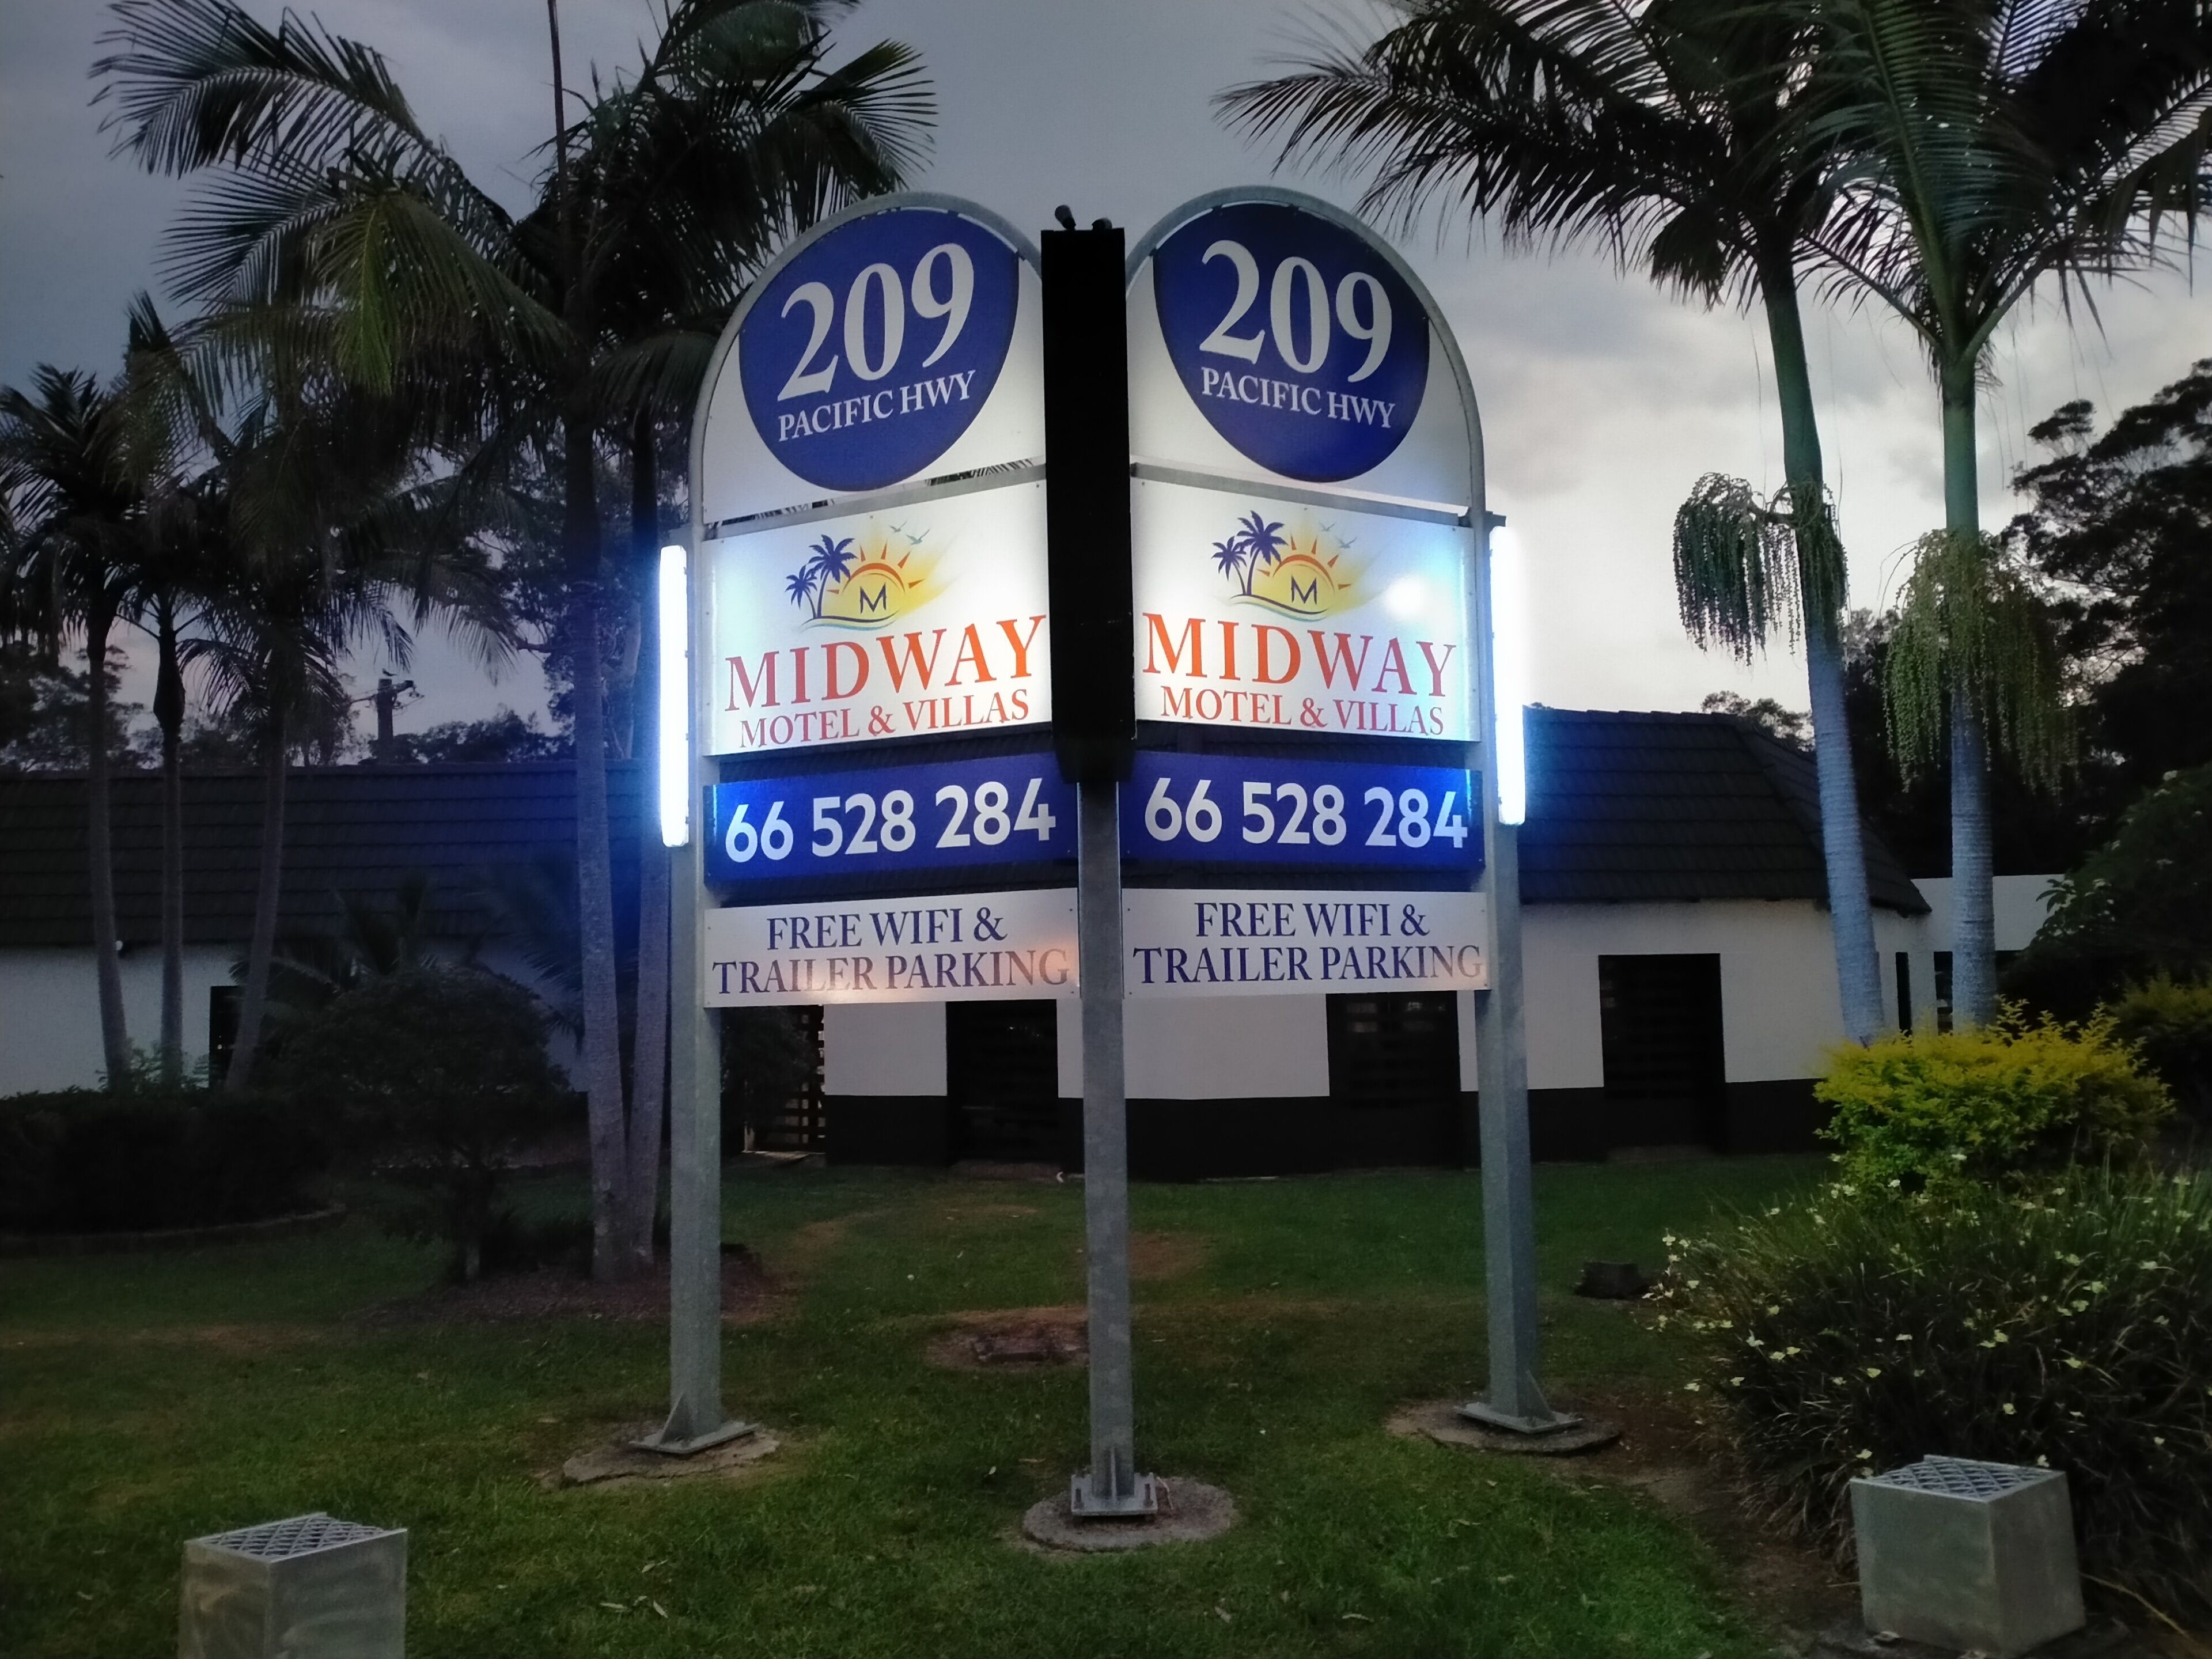 209
PACIFIC HWY
M
MIDWAY
MOTEL & VILLAS
66 528 284
FREE WIFI &
TRAILER PARKING
209
PACIFIC HWY
M
MIDWAY
MOTEL & VILLAS
66 528 284
FREE WIFI &
TRAILER PARKING